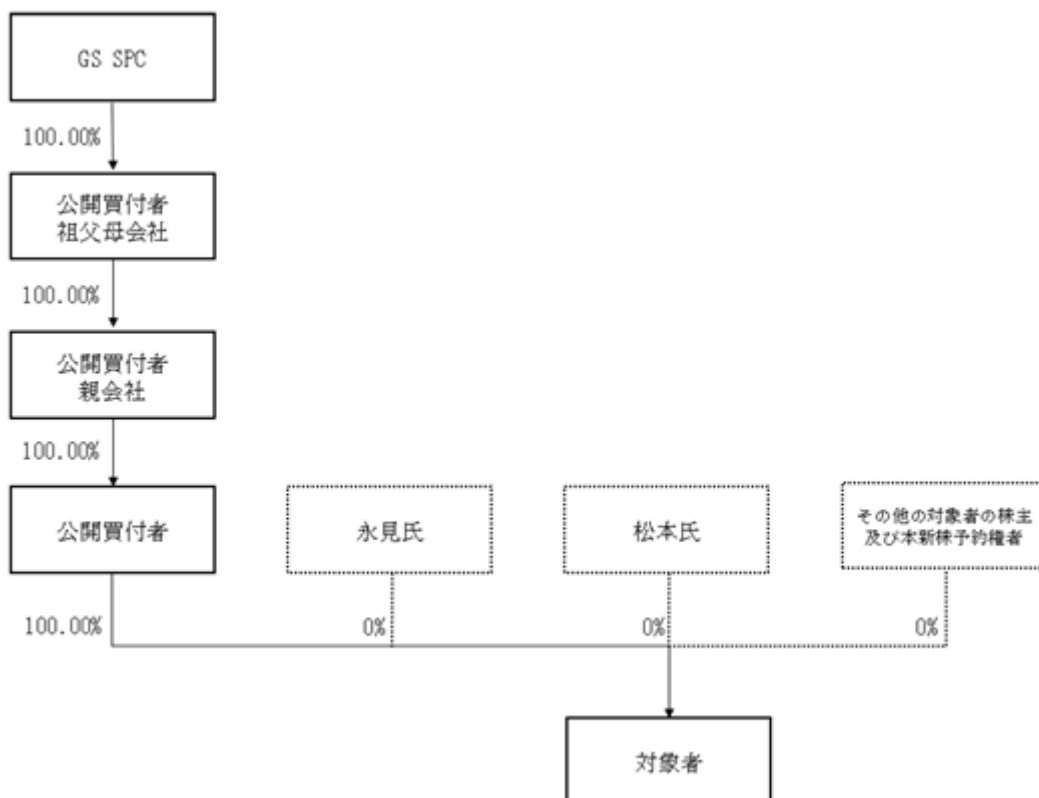 GS SPC
100.00%
公開買付者
祖父母会社
100.00%
公開買付者
親会社
100.00%
公開買付者
永見氏
松本氏
その他の対象者の株主
及び本新株予約権者
100.00%
0%
0%
0%
対象者